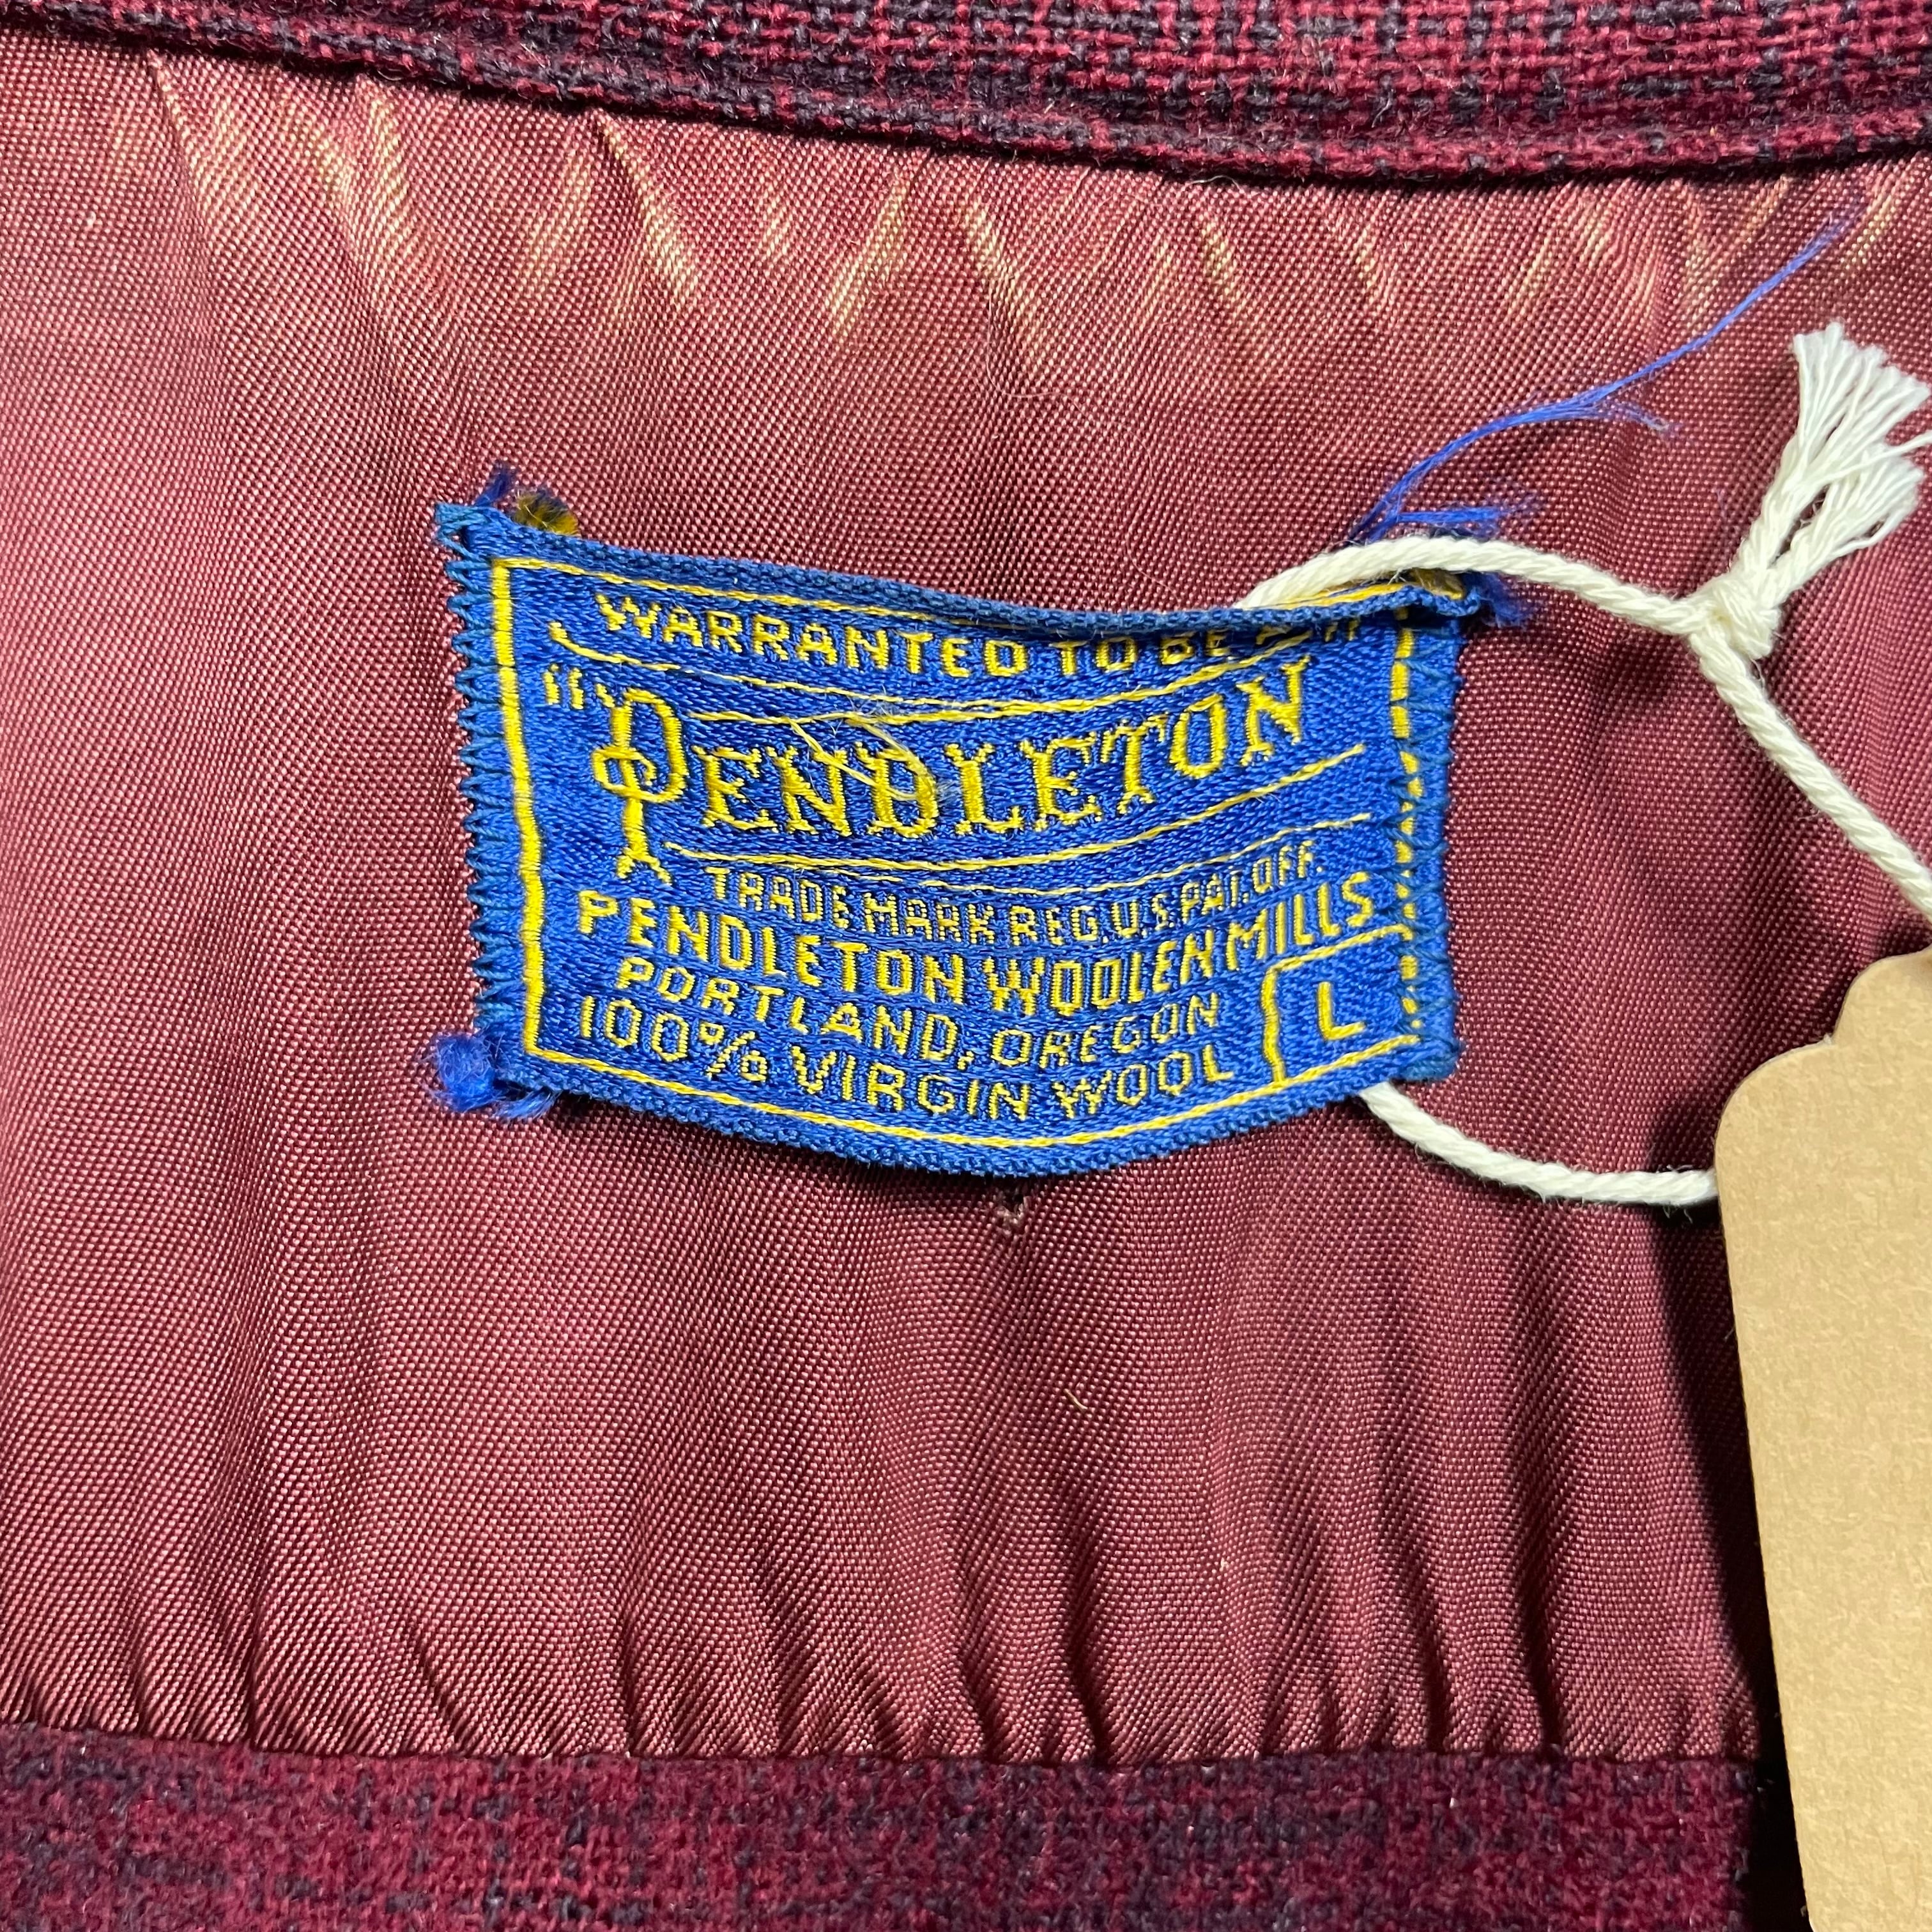 WARRANTED TO BE A
"PENDLETON
TRADE MARK REG. U.S. PAT. OFF.
PENDLETON WOOLEN MILLS
PORTLAND, OREGON
100% VIRGIN WOOL
L